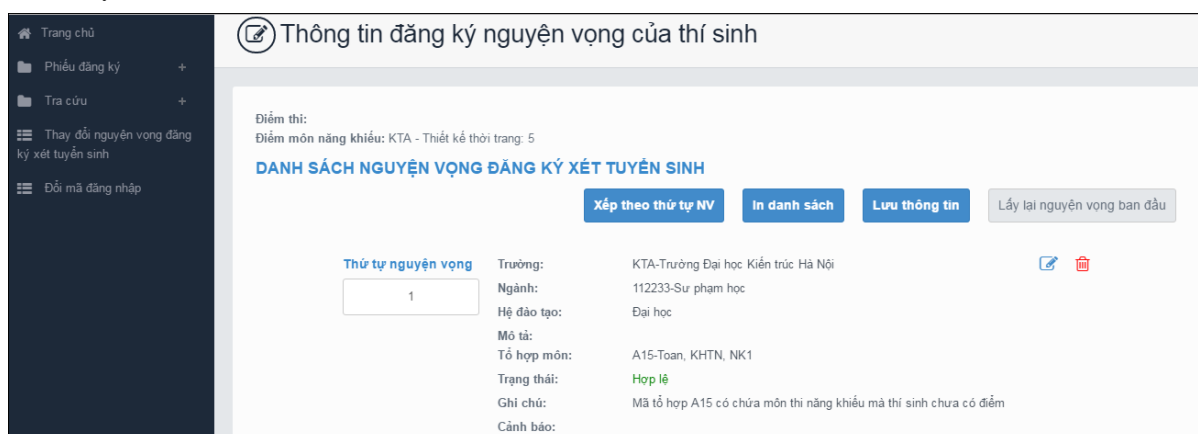 Trang chủ
Phiếu đăng ký +
Tra cứu +
Thay đổi nguyện vọng đăng
ký xét tuyển sinh
Đổi mã đăng nhập
Thông tin đăng ký nguyện vọng của thí sinh
Điểm thi:
Điểm môn năng khiếu: KTA - Thiết kế thời trang: 5
DANH SÁCH NGUYỆN VỌNG ĐĂNG KÝ XÉT TUYỂN SINH
Xếp theo thứ tự NV In danh sách Lưu thông tin Lấy lại nguyện vọng ban đầu
Thứ tự nguyện vọng
1
Trường: KTA-Trường Đại học Kiến trúc Hà Nội
Ngành: 112233-Sư phạm học
Hệ đào tạo: Đại học
Mô tả:
Tổ hợp môn: A15-Toan, KHTN, NK1
Trạng thái: Hợp lệ
Ghi chú: Mã tổ hợp A15 có chứa môn thi năng khiếu mà thí sinh chưa có điểm
Cảnh báo: